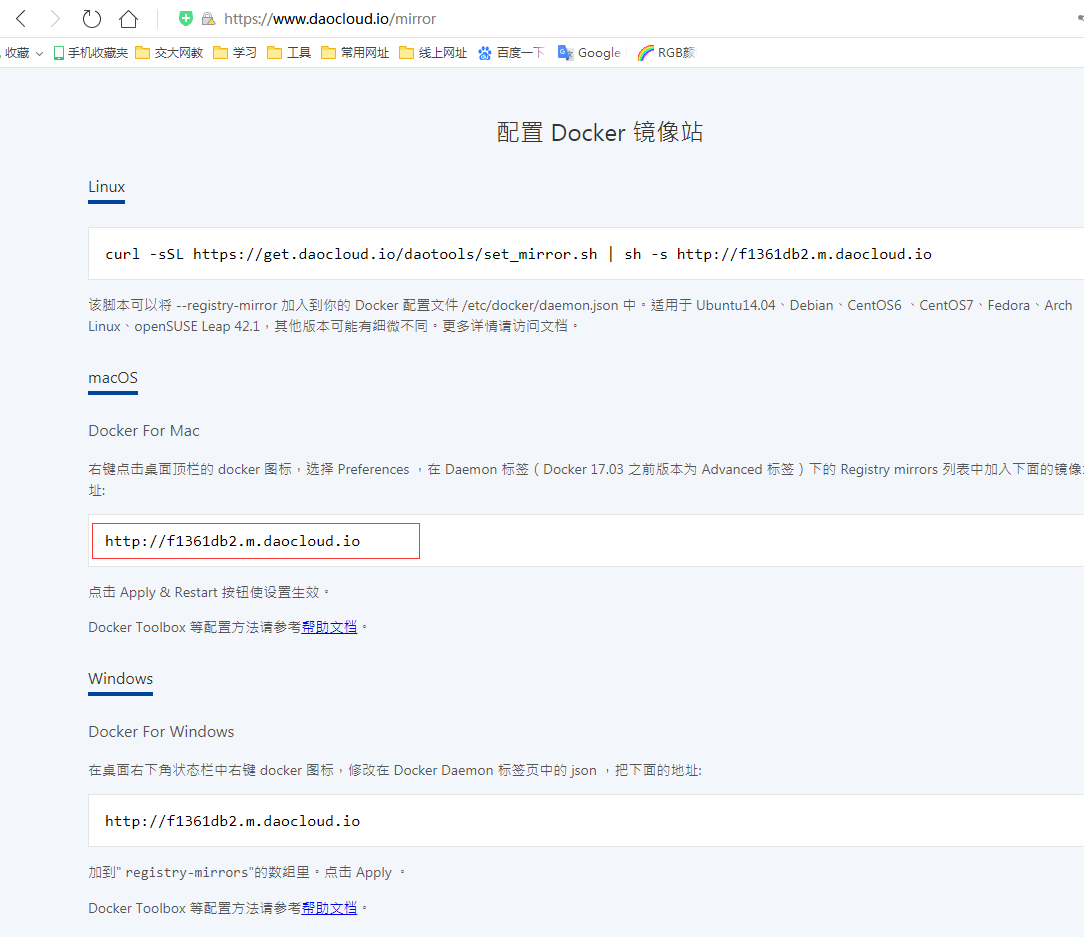 https://www.daocloud.io/mirror
收藏 手机收藏夹 交大网教 学习 工具 常用网址 线上网址 百度一下 Google RGB颜
配置 Docker 镜像站
Linux
curl -sSL https://get.daocloud.io/daotools/set_mirror.sh | sh -s http://f1361db2.m.daocloud.io
该脚本可以将 --registry-mirror 加入到你的 Docker 配置文件 /etc/docker/daemon.json 中。适用于 Ubuntu14.04、Debian、CentOS6 、CentOS7、Fedora、Arch
Linux、openSUSE Leap 42.1，其他版本可能有细微不同。更多详情请访问文档。
macOS
Docker For Mac
右键点击桌面顶栏的 docker 图标，选择 Preferences ，在 Daemon 标签（Docker 17.03 之前版本为 Advanced 标签）下的 Registry mirrors 列表中加入下面的镜像
址:
http://f1361db2.m.daocloud.io
点击 Apply & Restart 按钮使设置生效。
Docker Toolbox 等配置方法请参考帮助文档。
Windows
Docker For Windows
在桌面右下角状态栏中右键 docker 图标，修改在 Docker Daemon 标签页中的 json ，把下面的地址:
http://f1361db2.m.daocloud.io
加到" registry-mirrors"的数组里。点击 Apply 。
Docker Toolbox 等配置方法请参考帮助文档。